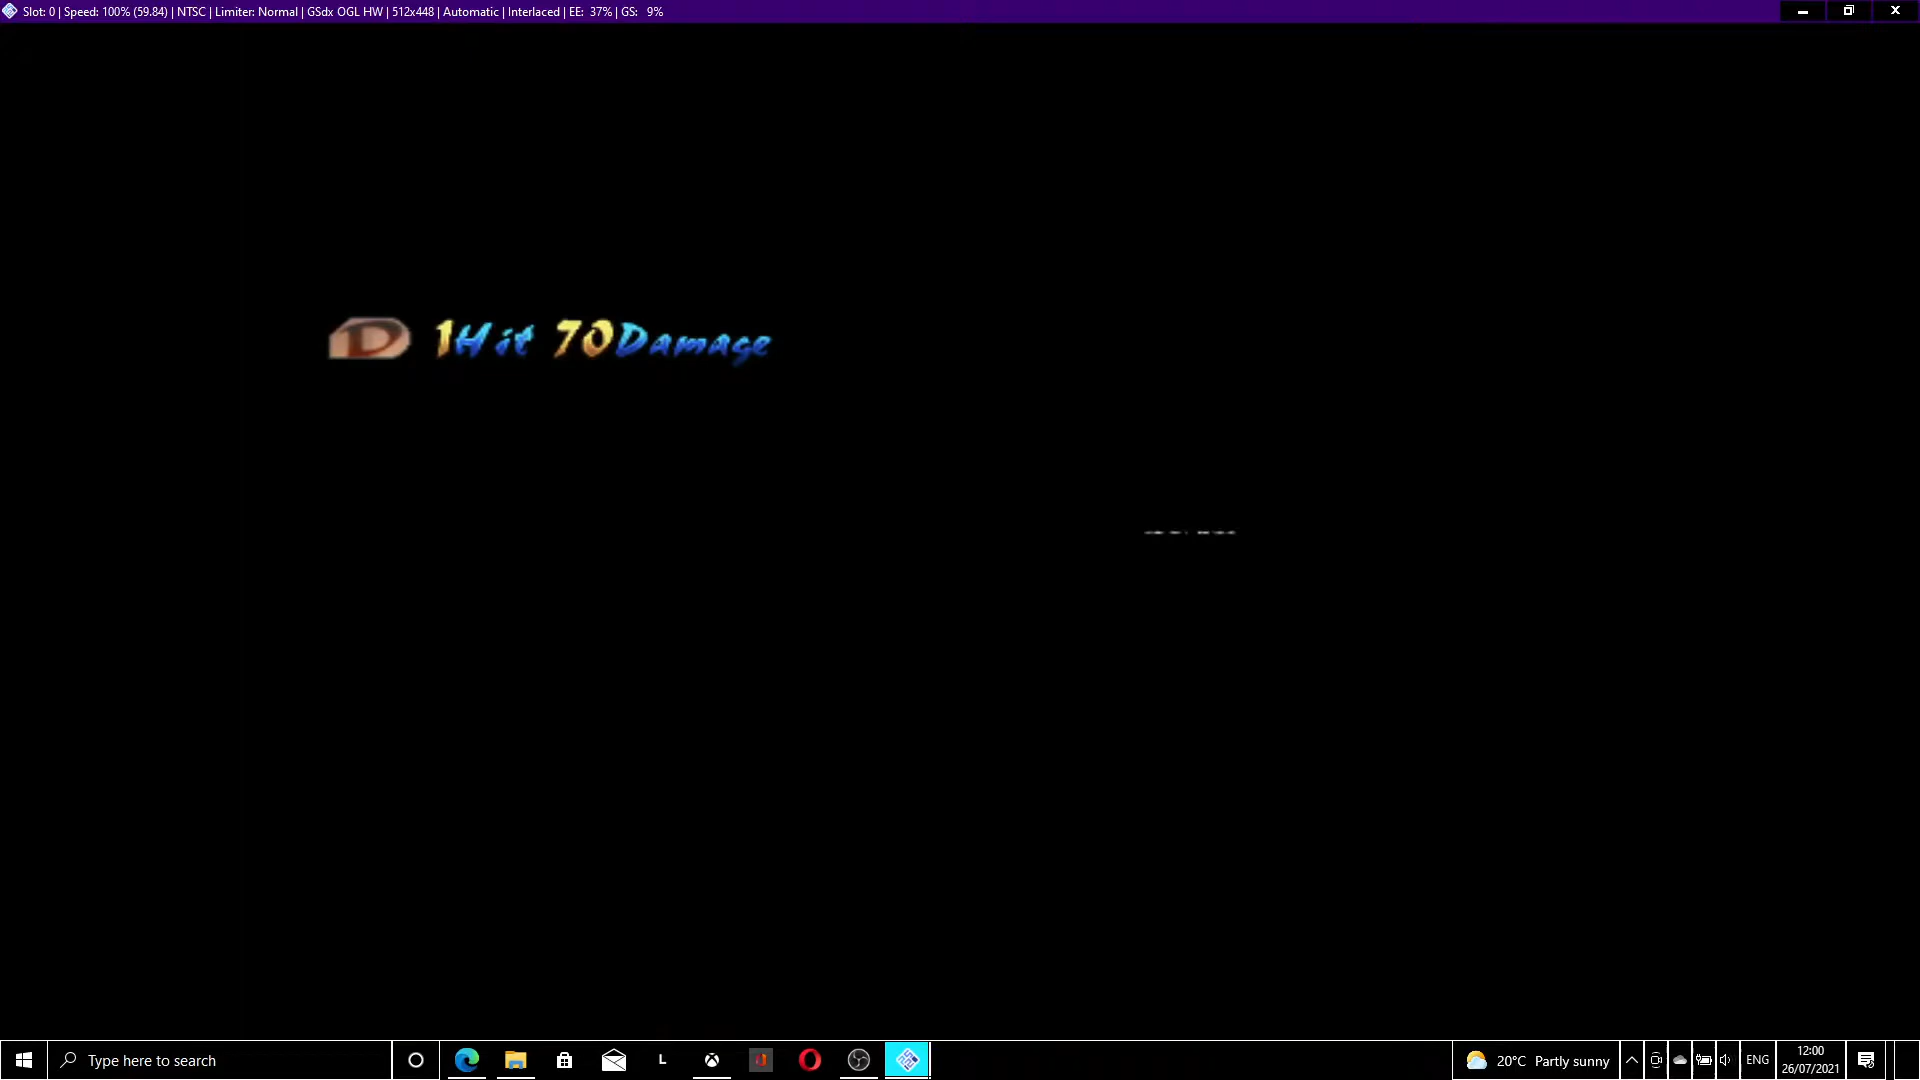 Slot: 0 | Speed: 100% (59.84) | NTSC | Limiter: Normal | GSdx OGL HW | 512x448 | Automatic | Interlaced | EE: 37% | GS: 9%
D 1Hit 70Damage
Type here to search
L
20°C Partly sunny
ENG
12:00
26/07/2021